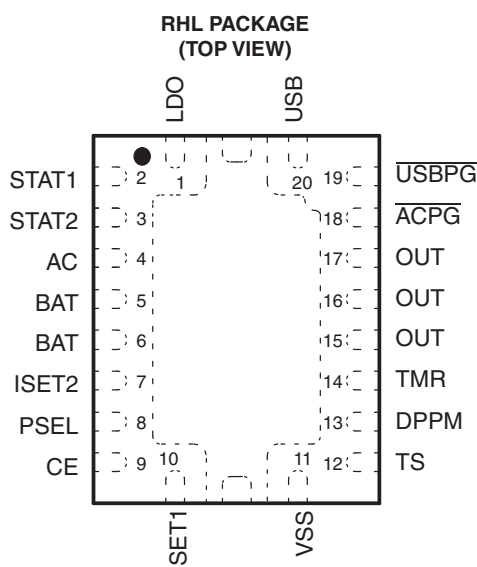 RHL PACKAGE
(TOP VIEW)
LDO
USB
1
20
STAT1 2
19 USBPG
STAT2 3
18 ACPG
AC 4
17 OUT
BAT 5
16 OUT
BAT 6
15 OUT
ISET2 7
14 TMR
PSEL 8
13 DPPM
CE 9
12 TS
10
11
SET1
VSS